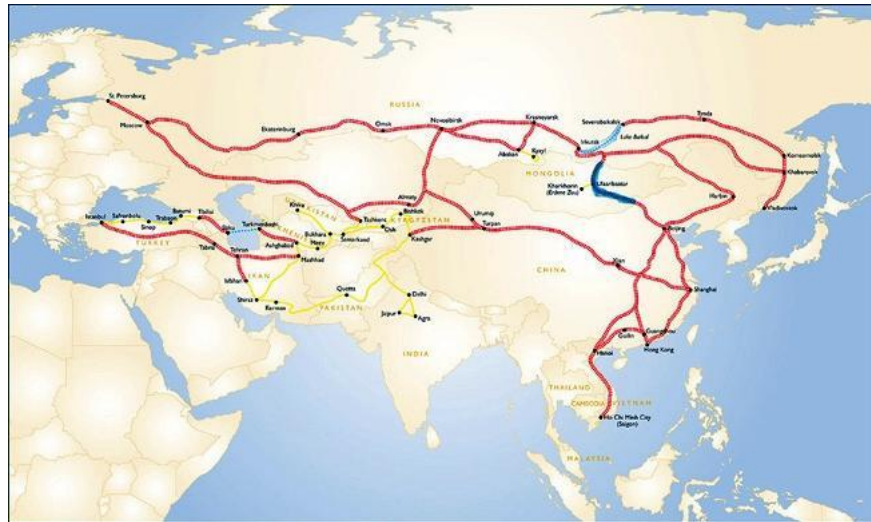 St. Petersburg
Moscow
RUSSIA
Ekaterinburg
Omsk
Novosibirsk
Krasnoyarsk
Severobaikalsk
Lake Baikal
Tynda
Irkutsk
Komsomolsk
Khabarovsk
Abakan
Kyzyl
MONGOLIA
Kharkhorin
(Erdene Zuu)
Ulaanbaatar
Harbin
Vladivostok
Almaty
Bishkek
KYRGYZSTAN
Tashkent
Osh
Urumqi
Turpan
Beijing
Khiva
Bukhara
Samarkand
Merv
Kashgar
Istanbul
Safranbolu
Sinop
Trabzon
Batumi
Tbilisi
Baku
Turkmenbashi
Ashgabad
TURKEY
Tabriz
Tehran
Mashhad
Xian
CHINA
Shanghai
IRAN
Shiraz
Kerman
Quetta
PAKISTAN
Delhi
Jaipur
Agra
INDIA
Guilin
Guangzhou
Hong Kong
Hanoi
THAILAND
CAMBODIA
VIETNAM
Ho Chi Minh City
(Saigon)
MALAYSIA